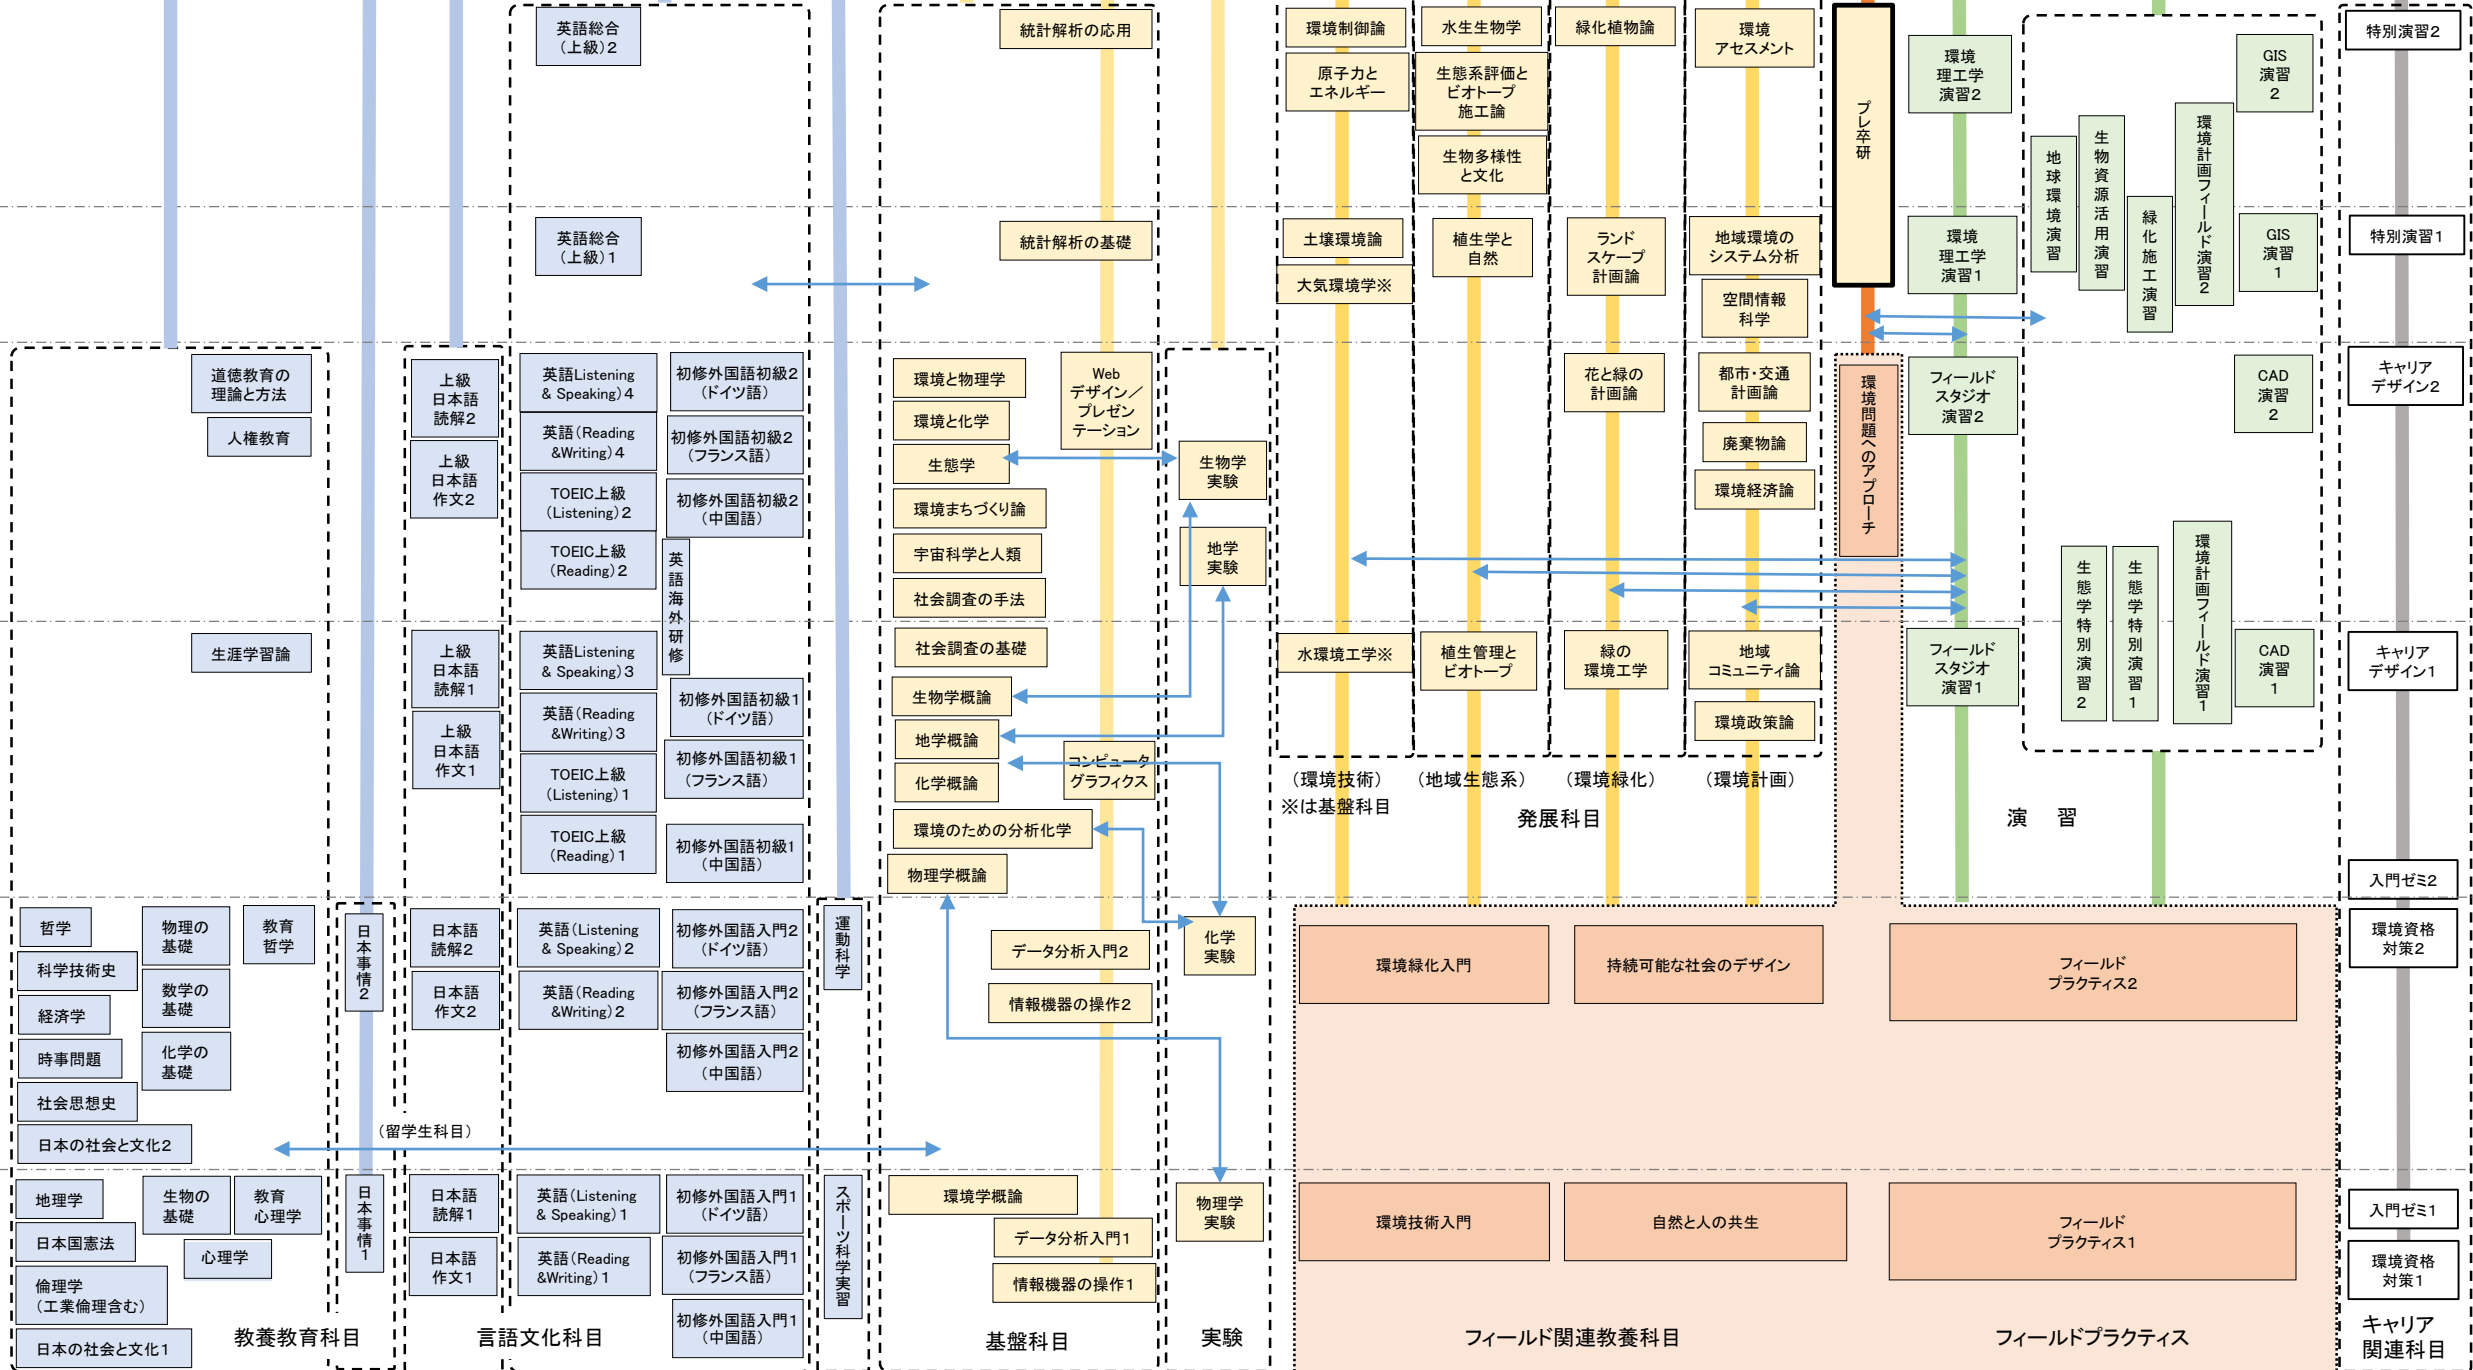 英語総合
(上級)2
統計解析の応用
環境制御論
原子力と
エネルギー
水生生物学
生態系評価と
ビオトープ
施工論
生物多様性
と文化
緑化植物論
環境
アセスメント
プレ卒研
環境
理工学
演習2
GIS
演習
2
地球環境演習
生物資源活用演習
緑化施工演習
環境計画フィールド演習2
特別演習2
英語総合
(上級)1
統計解析の基礎
土壌環境論
大気環境学※
植生学と
自然
ランド
スケープ
計画論
地域環境の
システム分析
空間情報
科学
環境
理工学
演習1
GIS
演習
1
特別演習1
道徳教育の
理論と方法
人権教育
上級
日本語
読解2
上級
日本語
作文2
英語Listening
& Speaking)4
英語(Reading
&Writing)4
TOEIC上級
(Listening)2
TOEIC上級
(Reading)2
初修外国語初級2
(ドイツ語)
初修外国語初級2
(フランス語)
初修外国語初級2
(中国語)
英語海外研修
環境と物理学
環境と化学
生態学
環境まちづくり論
宇宙科学と人類
社会調査の手法
Web
デザイン/
プレゼン
テーション
生物学
実験
地学
実験
花と緑の
計画論
都市・交通
計画論
廃棄物論
環境経済論
環境問題へのアプローチ
フィールド
スタジオ
演習2
CAD
演習
2
生態学特別演習2
生態学特別演習1
環境計画フィールド演習1
キャリア
デザイン2
生涯学習論
上級
日本語
読解1
上級
日本語
作文1
英語Listening
& Speaking)3
英語(Reading
&Writing)3
TOEIC上級
(Listening)1
TOEIC上級
(Reading)1
初修外国語初級1
(ドイツ語)
初修外国語初級1
(フランス語)
初修外国語初級1
(中国語)
社会調査の基礎
生物学概論
地学概論
化学概論
環境のための分析化学
物理学概論
コンピュータ
グラフィクス
水環境工学※
植生管理と
ビオトープ
緑の
環境工学
地域
コミュニティ論
環境政策論
フィールド
スタジオ
演習1
CAD
演習
1
キャリア
デザイン1
(環境技術)
(地域生態系)
(環境緑化)
(環境計画)
※は基盤科目
発展科目
演 習
入門ゼミ2
哲学
科学技術史
経済学
時事問題
社会思想史
日本の社会と文化2
物理の
基礎
数学の
基礎
化学の
基礎
教育
哲学
日本事情2
日本語
読解2
日本語
作文2
英語(Listening
& Speaking)2
英語(Reading
&Writing)2
初修外国語入門2
(ドイツ語)
初修外国語入門2
(フランス語)
初修外国語入門2
(中国語)
運動科学
データ分析入門2
情報機器の操作2
化学
実験
環境緑化入門
持続可能な社会のデザイン
フィールド
プラクティス2
環境資格
対策2
(留学生科目)
地理学
日本国憲法
倫理学
(工業倫理含む)
日本の社会と文化1
生物の
基礎
教育
心理学
心理学
日本事情1
日本語
読解1
日本語
作文1
英語(Listening
& Speaking)1
英語(Reading
&Writing)1
初修外国語入門1
(ドイツ語)
初修外国語入門1
(フランス語)
初修外国語入門1
(中国語)
スポーツ科学実習
環境学概論
データ分析入門1
情報機器の操作1
物理学
実験
環境技術入門
自然と人の共生
フィールド
プラクティス1
入門ゼミ1
環境資格
対策1
教養教育科目
言語文化科目
基盤科目
実験
フィールド関連教養科目
フィールドプラクティス
キャリア
関連科目